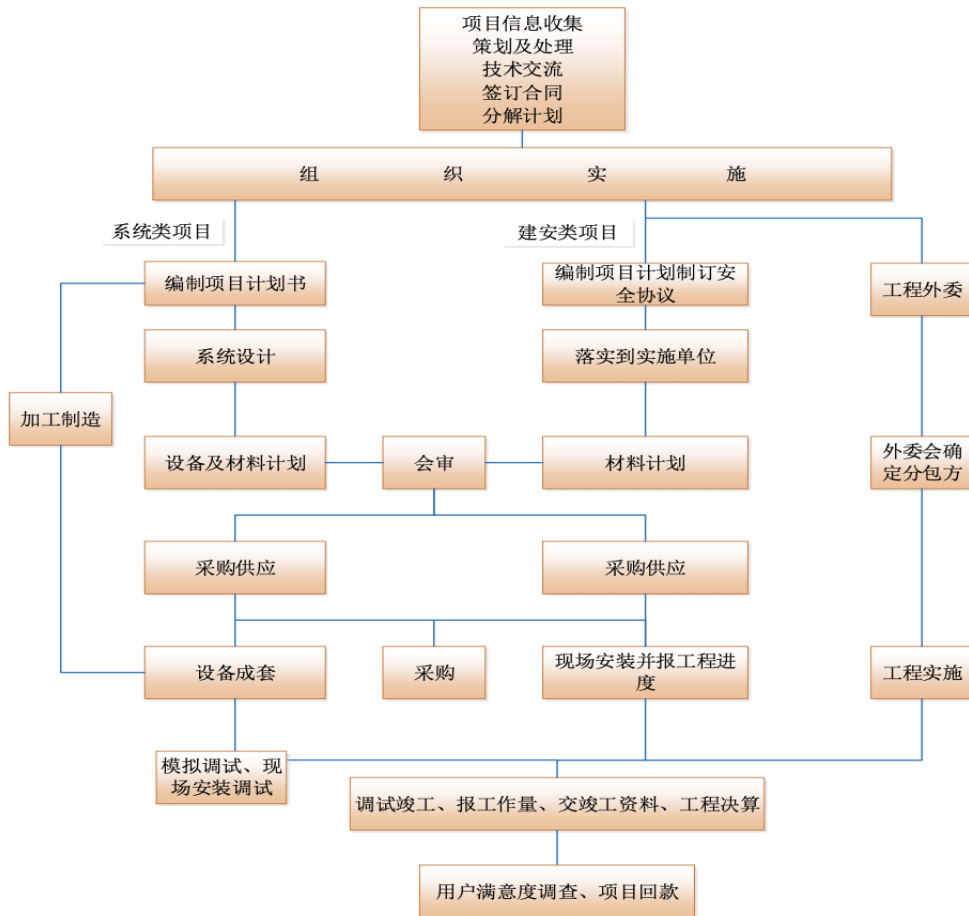 项目信息收集
策划及处理
技术交流
签订合同
分解计划
组 织 实 施
系统类项目
建安类项目
编制项目计划书
编制项目计划制订安
全协议
工程外委
系统设计
落实到实施单位
加工制造
设备及材料计划
会审
材料计划
外委会确
定分包方
采购供应
采购供应
设备成套
采购
现场安装并报工程进
度
工程实施
模拟调试、现
场安装调试
调试竣工、报工作量、交竣工资料、工程决算
用户满意度调查、项目回款